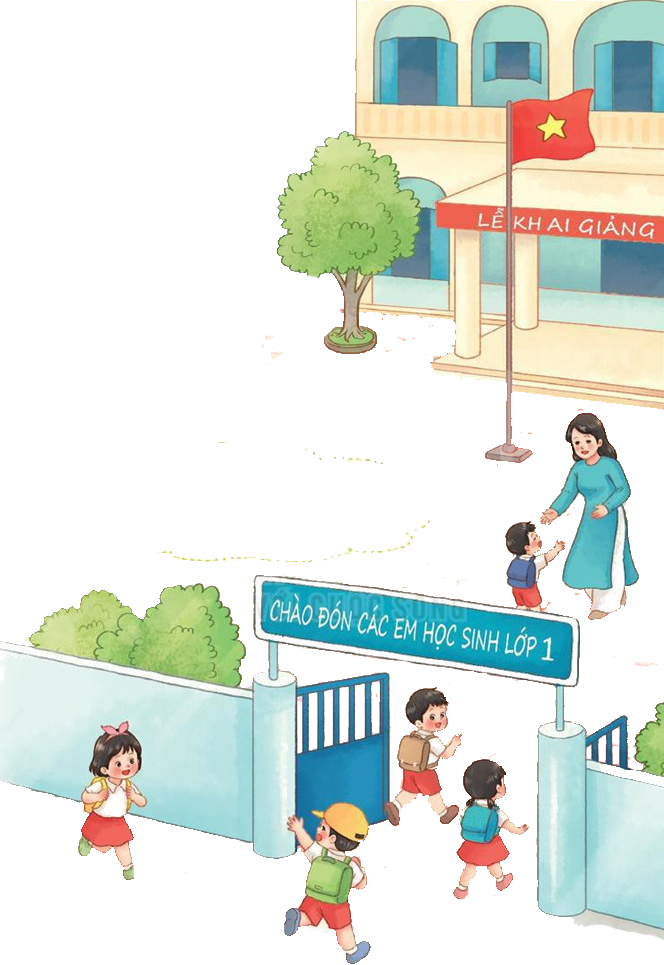 LỄ KHAI GIẢNG
CHÀO ĐÓN CÁC EM HỌC SINH LỚP 1